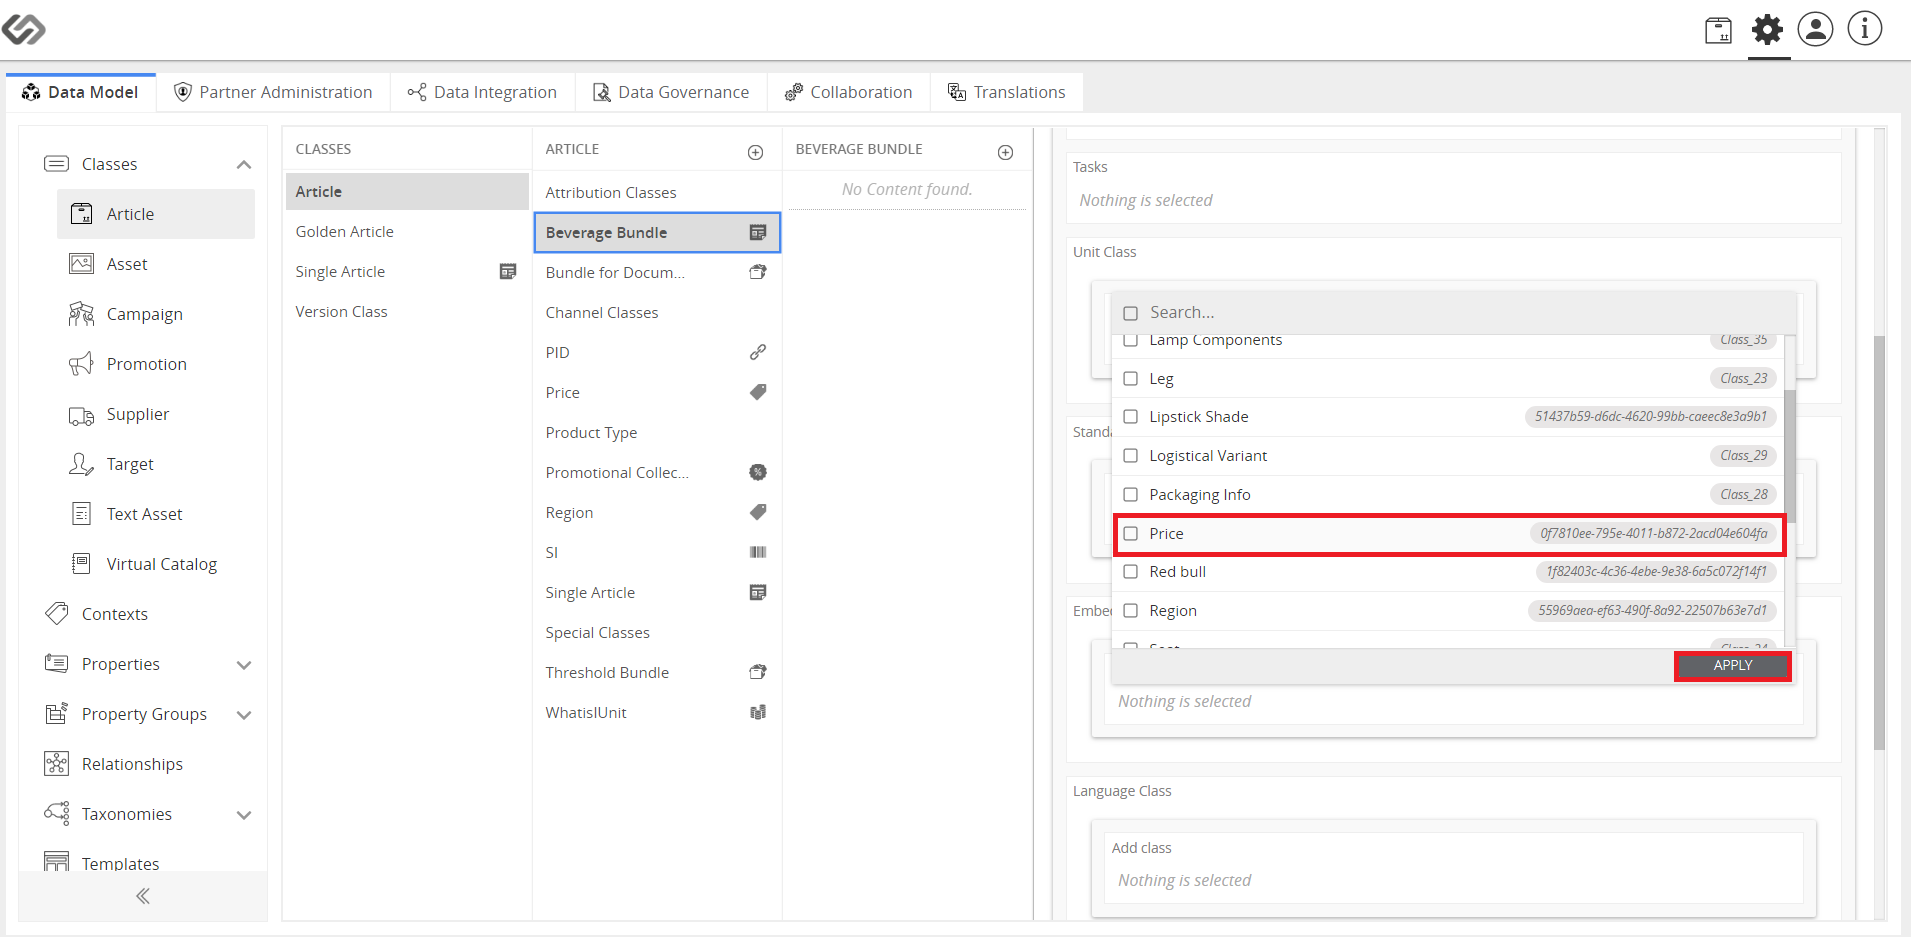 Data Model
Partner Administration
Data Integration
Data Governance
Collaboration
Translations
Classes
Article
Asset
Campaign
Promotion
Supplier
Target
Text Asset
Virtual Catalog
Contexts
Properties
Property Groups
Relationships
Taxonomies
Templates
CLASSES
Article
Golden Article
Single Article
Version Class
ARTICLE
Attribution Classes
Beverage Bundle
Bundle for Docum...
Channel Classes
PID
Price
Product Type
Promotional Collec...
Region
SI
Single Article
Special Classes
Threshold Bundle
WhatisIUnit
BEVERAGE BUNDLE
No Content found.
Tasks
Nothing is selected
Unit Class
Search...
Lamp Components Class_35
Leg Class_23
Lipstick Shade 51437b59-d6dc-4620-99bb-caeec8e3a9b1
Logistical Variant Class_29
Packaging Info Class_28
Price 0f7810ee-795e-4011-b872-2acd04e604fa
Red bull 1f82403c-4c36-4ebe-9e38-6a5c072f14f1
Region 55969aea-ef63-490f-8a92-22507b63e7d1
APPLY
Standa
Embe
Nothing is selected
Language Class
Add class
Nothing is selected